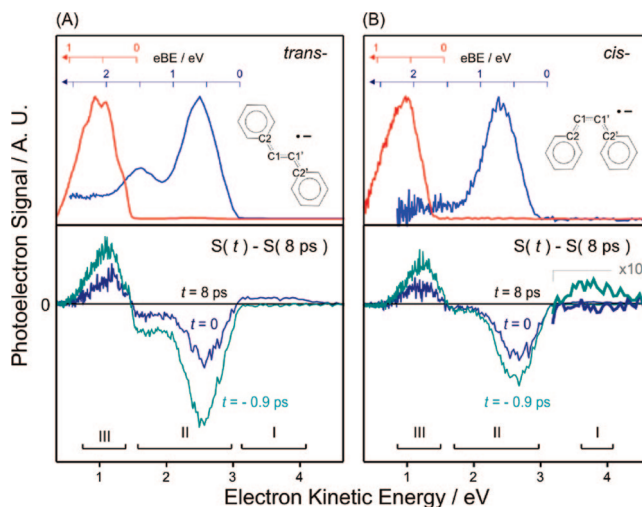 (A)
(B)
1 0
eBE / eV
trans-
2 1 0
C2
C1-C1'
C2'
•–
1 0
eBE / eV
cis-
2 1 0
C1 C1'
C2 C2'
•–
Photoelectron Signal / A. U.
S(t) - S(8 ps)
0
t = 8 ps
t = 0
t = - 0.9 ps
III II I
S(t) - S(8 ps)
x10
t = 8 ps
t = 0
t = - 0.9 ps
III II I
1 2 3 4
1 2 3 4
Electron Kinetic Energy / eV